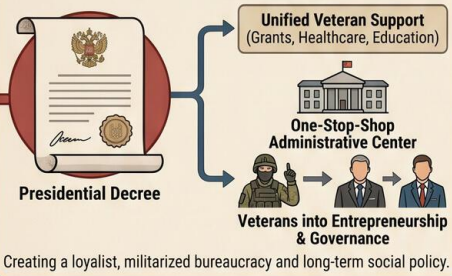 Unified Veteran Support
(Grants, Healthcare, Education)
One-Stop-Shop
Administrative Center
Presidential Decree
Veterans into Entrepreneurship
& Governance
Creating a loyalist, militarized bureaucracy and long-term social policy.